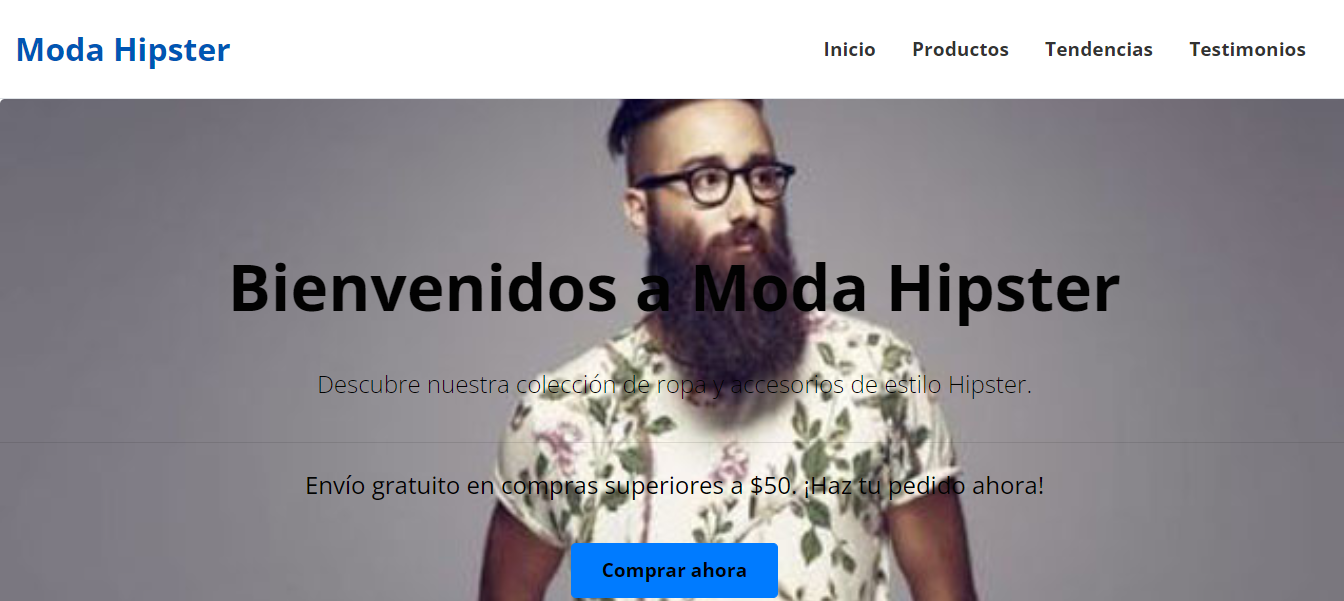 Moda Hipster
Inicio Productos Tendencias Testimonios
Bienvenidos a Moda Hipster
Descubre nuestra colección de ropa y accesorios de estilo Hipster.
Envío gratuito en compras superiores a $50. ¡Haz tu pedido ahora!
Comprar ahora